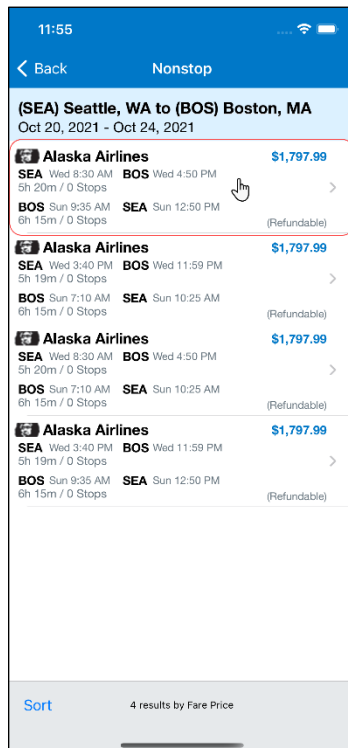 11:55
Back Nonstop
(SEA) Seattle, WA to (BOS) Boston, MA
Oct 20, 2021 - Oct 24, 2021
Alaska Airlines $1,797.99
SEA Wed 8:30 AM BOS Wed 4:50 PM
5h 20m / 0 Stops
BOS Sun 9:35 AM SEA Sun 12:50 PM
6h 15m / 0 Stops (Refundable)
Alaska Airlines $1,797.99
SEA Wed 3:40 PM BOS Wed 11:59 PM
5h 19m / 0 Stops
BOS Sun 7:10 AM SEA Sun 10:25 AM
6h 15m / 0 Stops (Refundable)
Alaska Airlines $1,797.99
SEA Wed 8:30 AM BOS Wed 4:50 PM
5h 20m / 0 Stops
BOS Sun 7:10 AM SEA Sun 10:25 AM
6h 15m / 0 Stops (Refundable)
Alaska Airlines $1,797.99
SEA Wed 3:40 PM BOS Wed 11:59 PM
5h 19m / 0 Stops
BOS Sun 9:35 AM SEA Sun 12:50 PM
6h 15m / 0 Stops (Refundable)
Sort 4 results by Fare Price